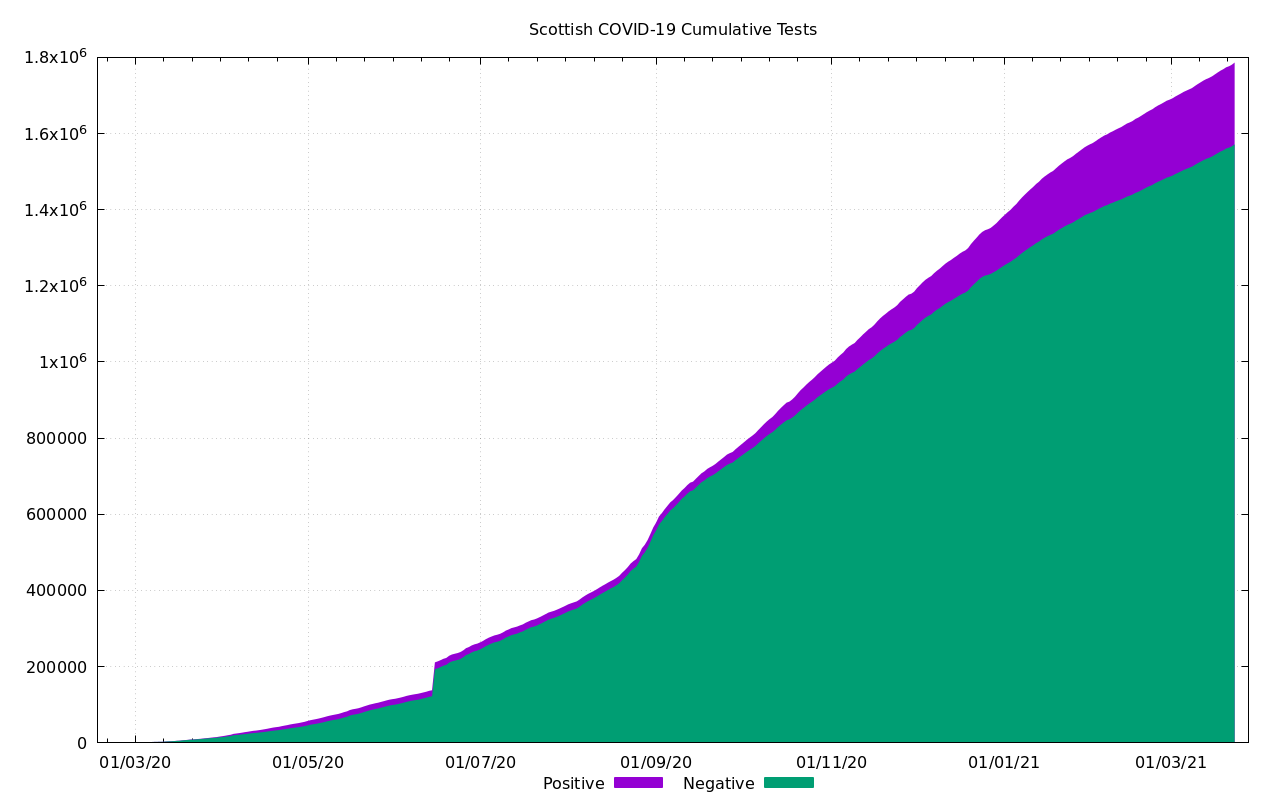 Scottish COVID-19 Cumulative Tests
1.8x10⁶
1.6x10⁶
1.4x10⁶
1.2x10⁶
1x10⁶
800000
600000
400000
200000
0
01/03/20 01/05/20 01/07/20 01/09/20 01/11/20 01/01/21 01/03/21
Positive Negative